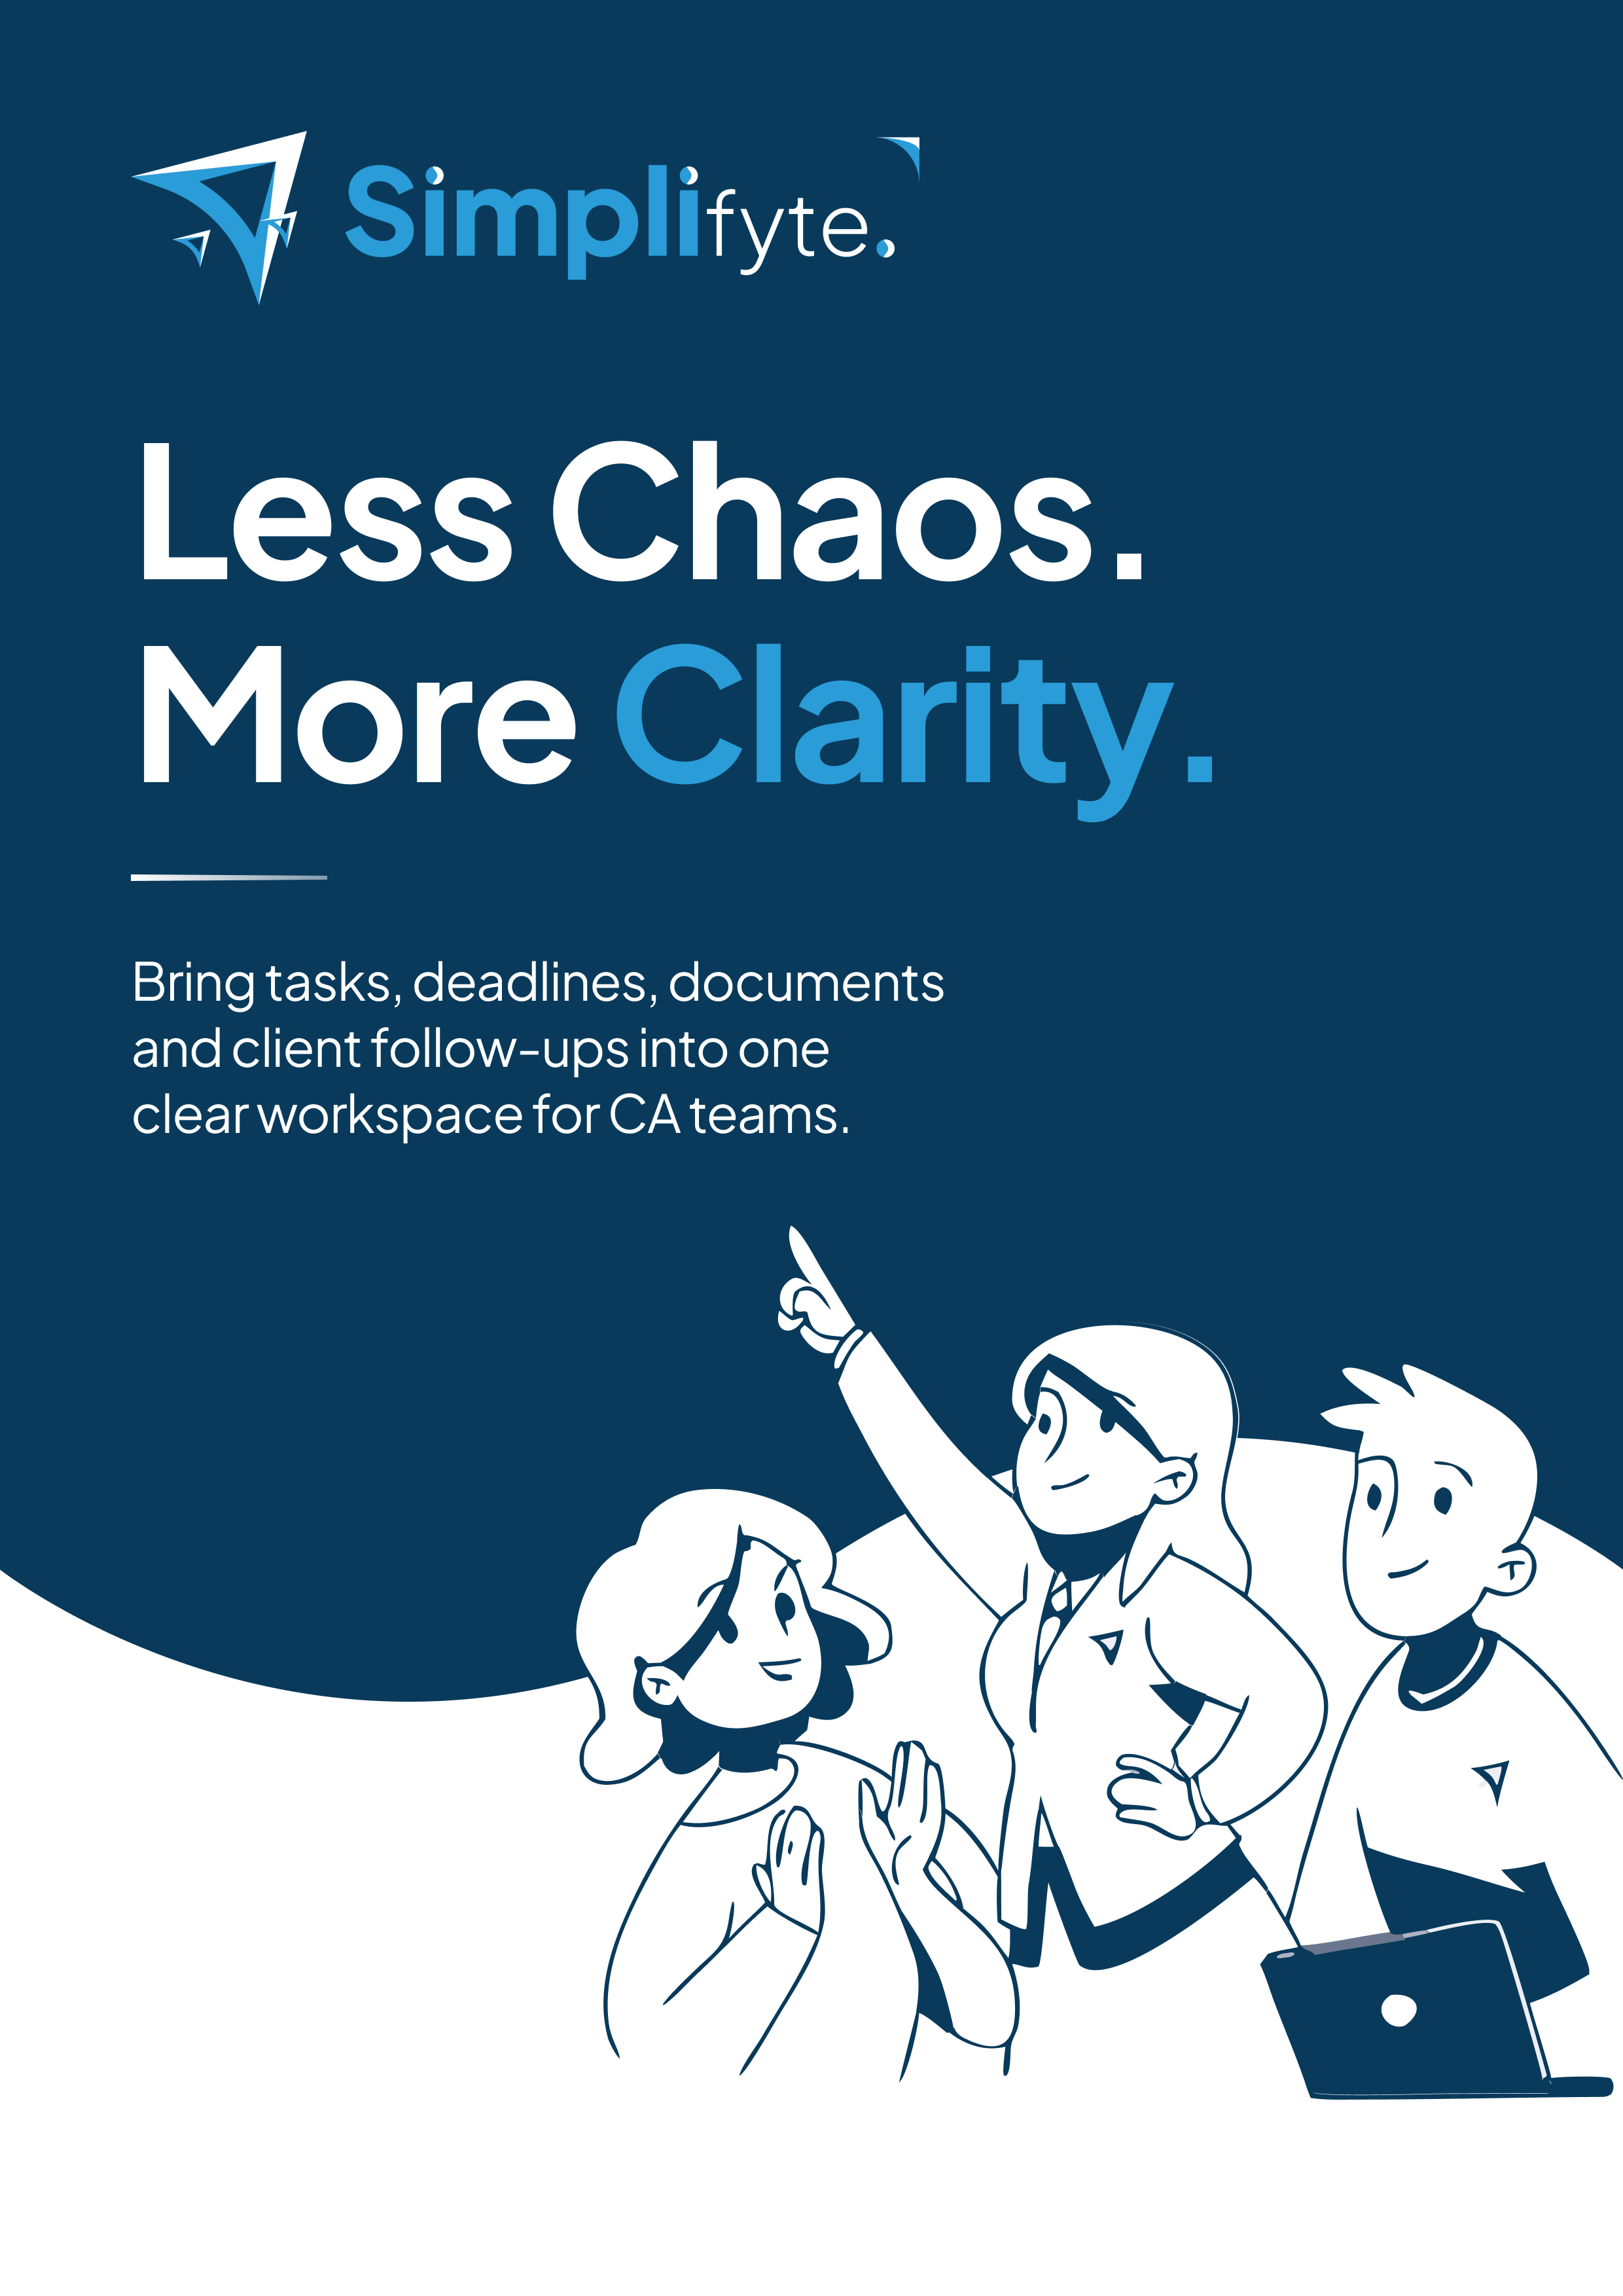 Simplifyte.
Less Chaos.
More Clarity.
Bring tasks, deadlines, documents
and client follow-ups into one
clear workspace for CA teams.